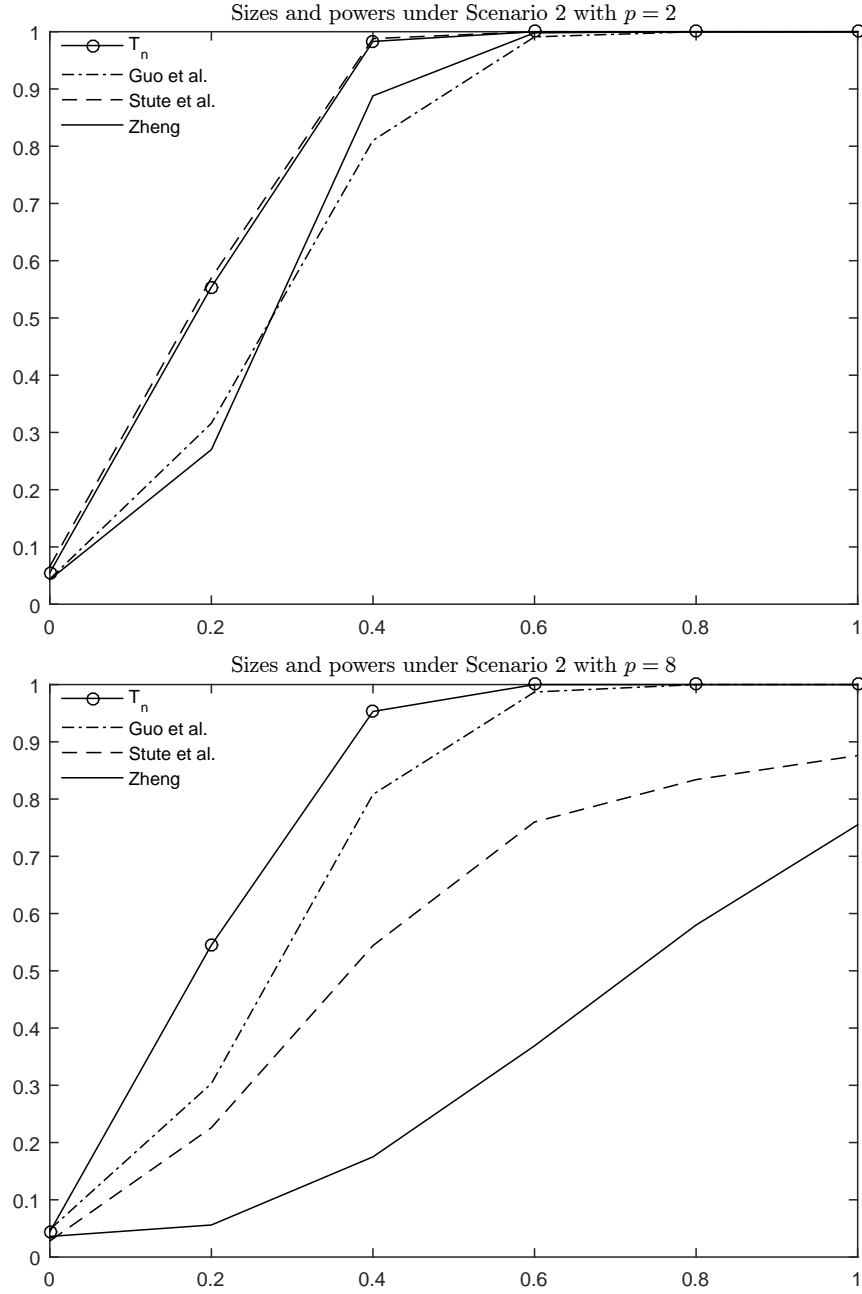 Sizes and powers under Scenario 2 with p = 2
1
0.9
0.8
0.7
0.6
0.5
0.4
0.3
0.2
0.1
0
T_n
Guo et al.
Stute et al.
Zheng
0 0.2 0.4 0.6 0.8 1
Sizes and powers under Scenario 2 with p = 8
1
0.9
0.8
0.7
0.6
0.5
0.4
0.3
0.2
0.1
0
T_n
Guo et al.
Stute et al.
Zheng
0 0.2 0.4 0.6 0.8 1